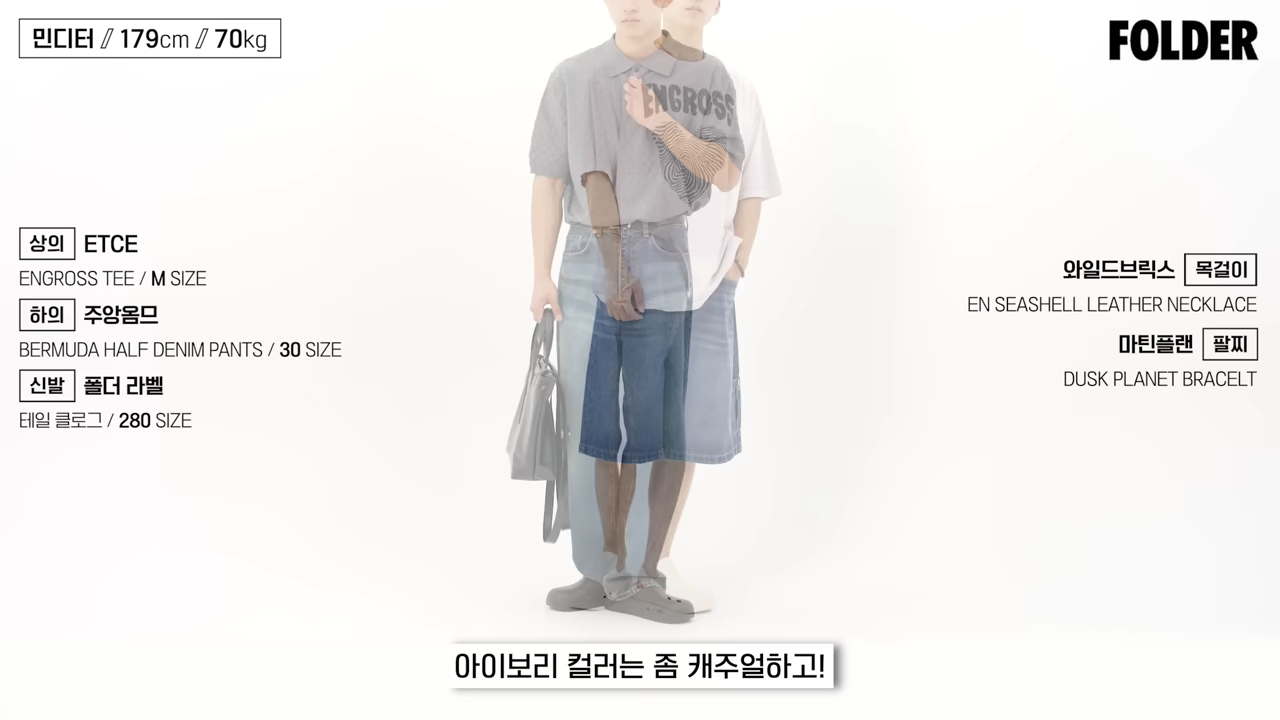 민디터 // 179cm // 70kg
FOLDER
ENGROSS
상의 ETCE
ENGROSS TEE / M SIZE
하의 주앙옴므
BERMUDA HALF DENIM PANTS / 30 SIZE
신발 폴더 라벨
테일 클로그 / 280 SIZE
와일드브릭스 목걸이
EN SEASHELL LEATHER NECKLACE
마틴플랜 팔찌
DUSK PLANET BRACELT
아이보리 컬러는 좀 캐주얼하고!